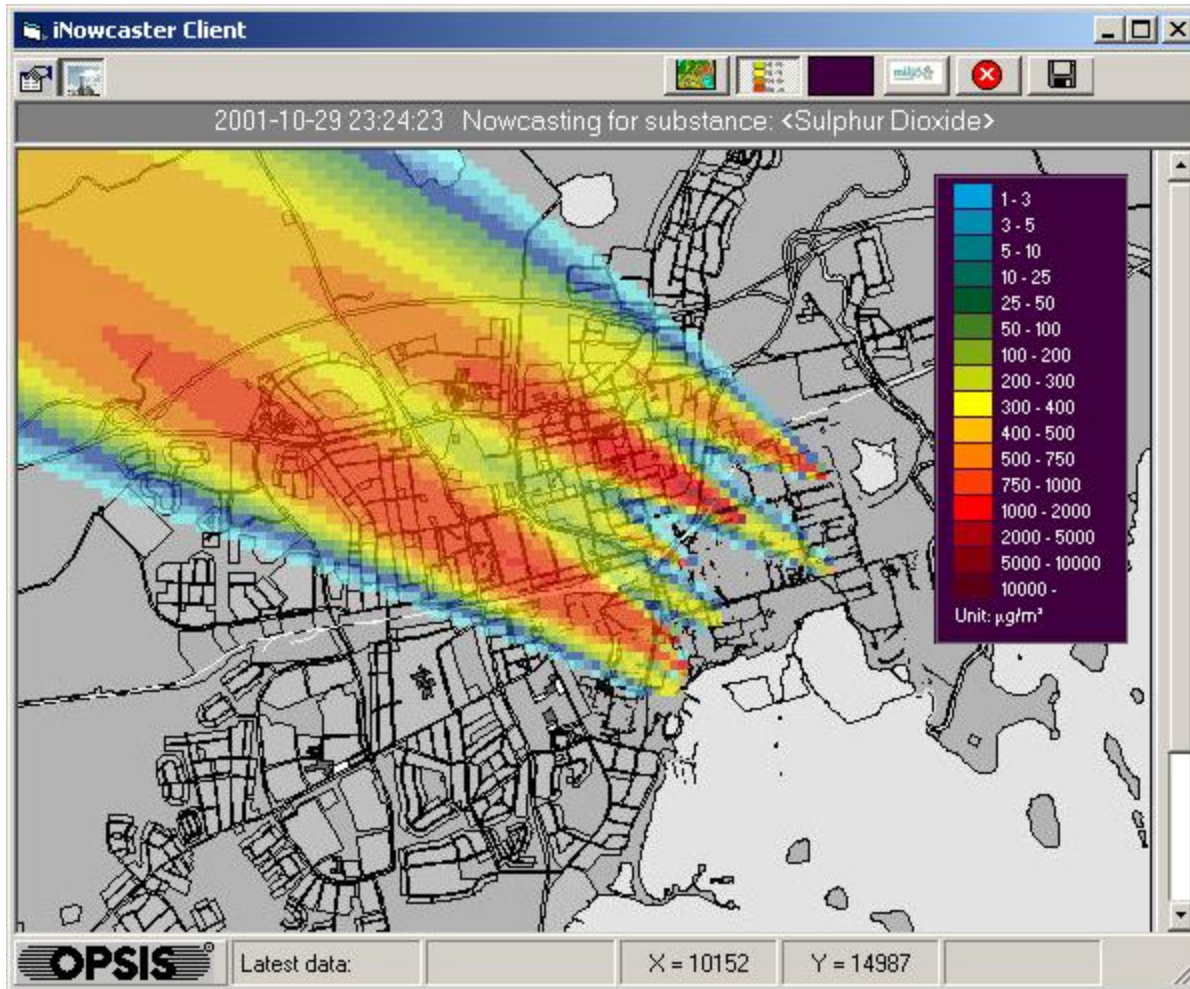 iNowcaster Client
2001-10-29 23:24:23 Nowcasting for substance: <Sulphur Dioxide>
1 - 3
3 - 5
5 - 10
10 - 25
25 - 50
50 - 100
100 - 200
200 - 300
300 - 400
400 - 500
500 - 750
750 - 1000
1000 - 2000
2000 - 5000
5000 - 10000
10000 -
Unit: µg/m³
OPSIS® Latest data: X = 10152 Y = 14987